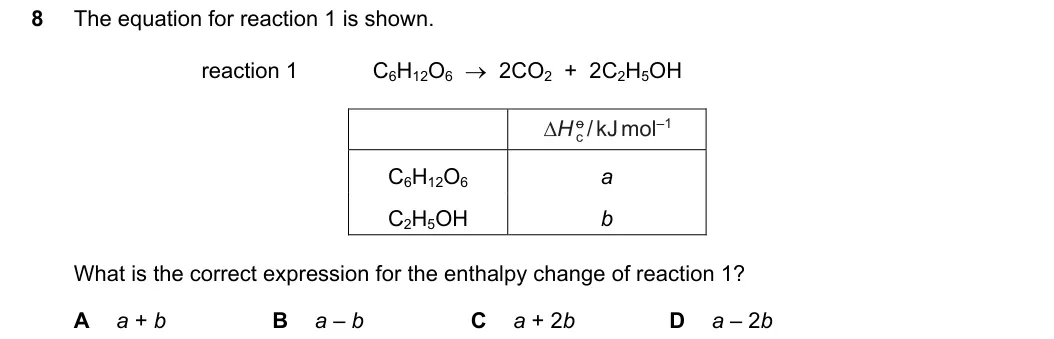 8 The equation for reaction 1 is shown.
reaction 1 C₆H₁₂O₆ → 2CO₂ + 2C₂H₅OH
ΔH꜀⦵ / kJ mol⁻¹
C₆H₁₂O₆ a
C₂H₅OH b
What is the correct expression for the enthalpy change of reaction 1?
A a + b B a – b C a + 2b D a – 2b